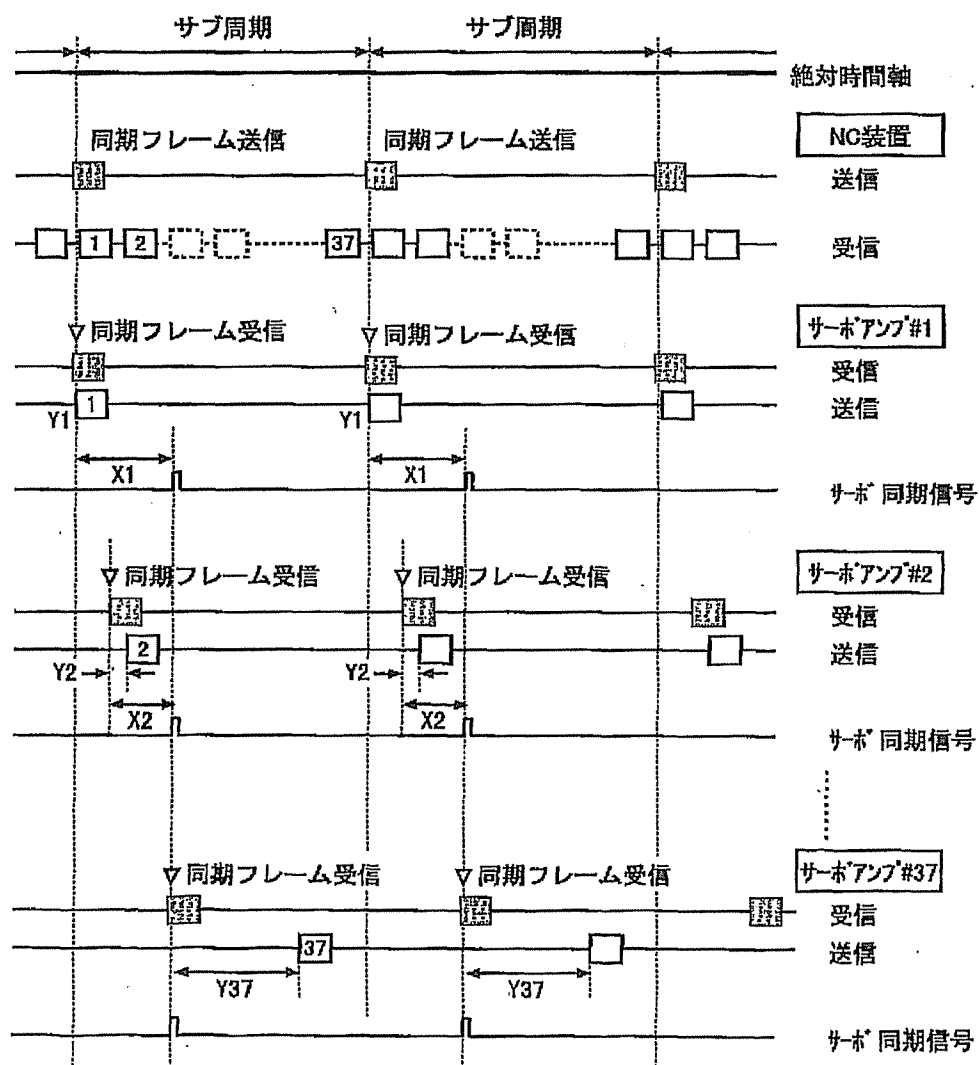 サブ周期 サブ周期
絶対時間軸
NC装置
同期フレーム送信 同期フレーム送信
送信
1 2 37
受信
サーボアンプ#1
同期フレーム受信 同期フレーム受信
受信
1
送信
Y1 Y1
X1 X1
サーボ同期信号
サーボアンプ#2
同期フレーム受信 同期フレーム受信
受信
2
送信
Y2 Y2
X2 X2
サーボ同期信号
サーボアンプ#37
同期フレーム受信 同期フレーム受信
受信
37
送信
Y37 Y37
サーボ同期信号